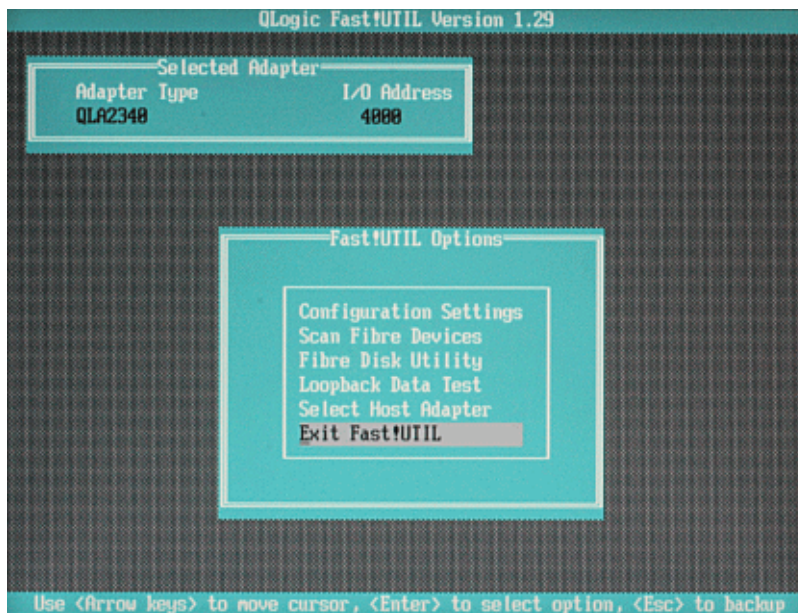 QLogic Fast!UTIL Version 1.29
Selected Adapter
Adapter Type I/O Address
QLA2340 4000
Fast!UTIL Options
Configuration Settings
Scan Fibre Devices
Fibre Disk Utility
Loopback Data Test
Select Host Adapter
Exit Fast!UTIL
Use <Arrow keys> to move cursor, <Enter> to select option, <Esc> to backup